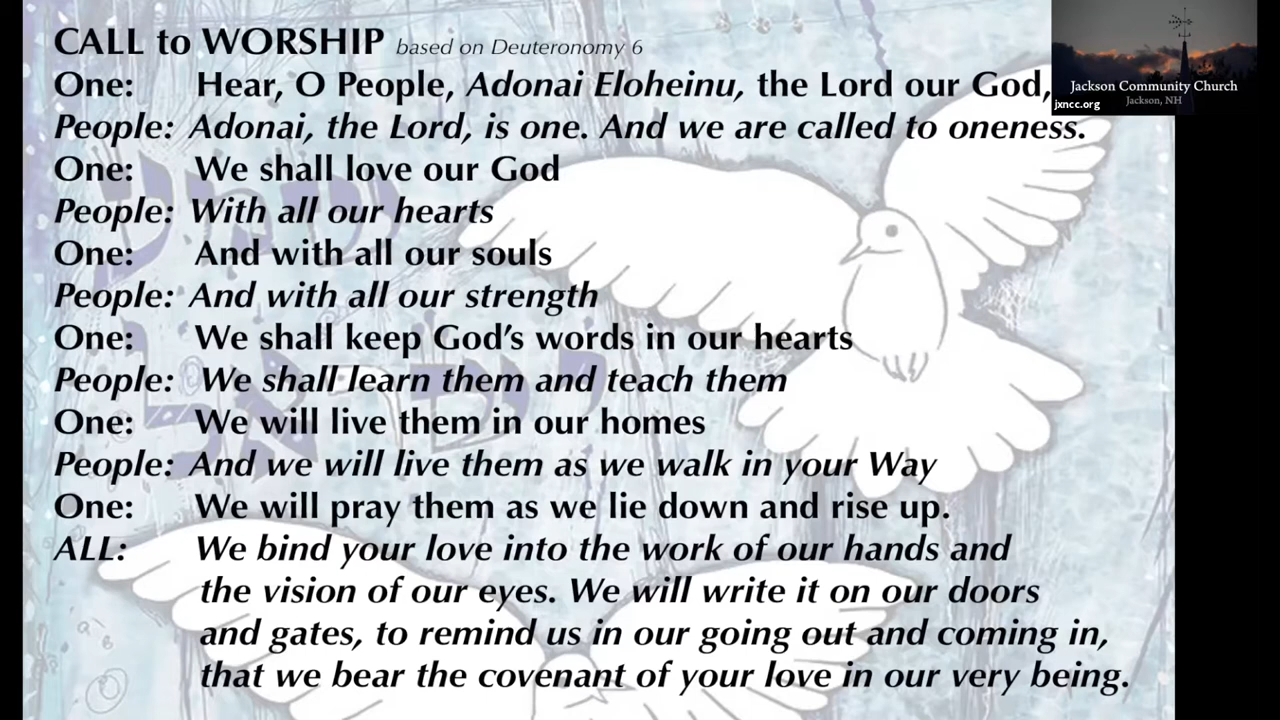 CALL to WORSHIP based on Deuteronomy 6
One: Hear, O People, Adonai Eloheinu, the Lord our God,
People: Adonai, the Lord, is one. And we are called to oneness.
One: We shall love our God
People: With all our hearts
One: And with all our souls
People: And with all our strength
One: We shall keep God’s words in our hearts
People: We shall learn them and teach them
One: We will live them in our homes
People: And we will live them as we walk in your Way
One: We will pray them as we lie down and rise up.
ALL: We bind your love into the work of our hands and
the vision of our eyes. We will write it on our doors
and gates, to remind us in our going out and coming in,
that we bear the covenant of your love in our very being.
Jackson Community Church
Jackson, NH
jxncc.org